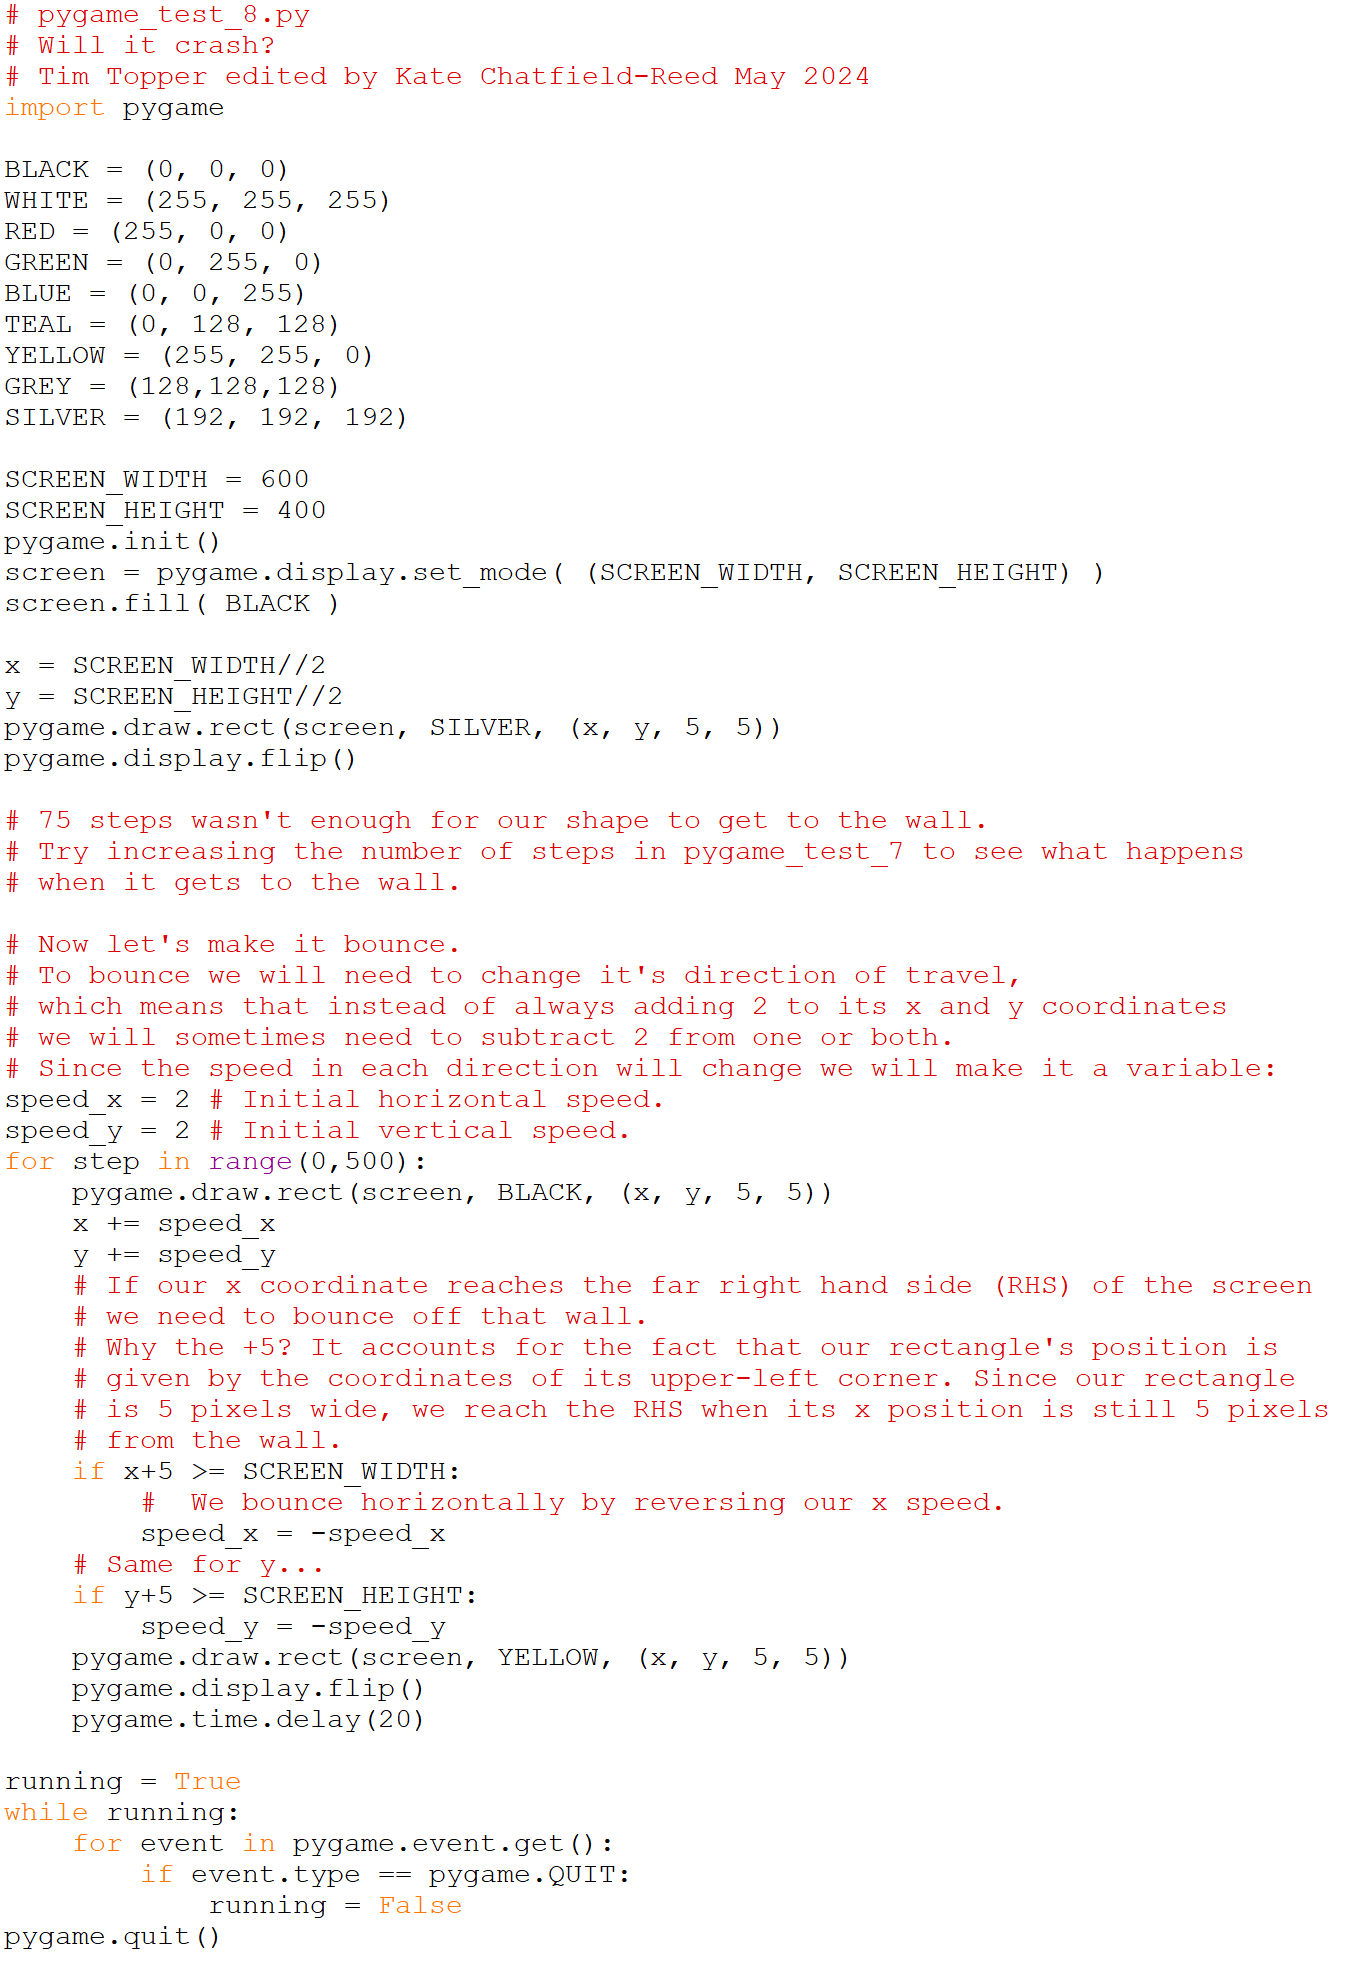 # pygame_test_8.py
# Will it crash?
# Tim Topper edited by Kate Chatfield-Reed May 2024
import pygame

BLACK = (0, 0, 0)
WHITE = (255, 255, 255)
RED = (255, 0, 0)
GREEN = (0, 255, 0)
BLUE = (0, 0, 255)
TEAL = (0, 128, 128)
YELLOW = (255, 255, 0)
GREY = (128,128,128)
SILVER = (192, 192, 192)

SCREEN_WIDTH = 600
SCREEN_HEIGHT = 400
pygame.init()
screen = pygame.display.set_mode( (SCREEN_WIDTH, SCREEN_HEIGHT) )
screen.fill( BLACK )

x = SCREEN_WIDTH//2
y = SCREEN_HEIGHT//2
pygame.draw.rect(screen, SILVER, (x, y, 5, 5))
pygame.display.flip()

# 75 steps wasn't enough for our shape to get to the wall.
# Try increasing the number of steps in pygame_test_7 to see what happens
# when it gets to the wall.

# Now let's make it bounce.
# To bounce we will need to change it's direction of travel,
# which means that instead of always adding 2 to its x and y coordinates
# we will sometimes need to subtract 2 from one or both.
# Since the speed in each direction will change we will make it a variable:
speed_x = 2 # Initial horizontal speed.
speed_y = 2 # Initial vertical speed.
for step in range(0,500):
    pygame.draw.rect(screen, BLACK, (x, y, 5, 5))
    x += speed_x
    y += speed_y
    # If our x coordinate reaches the far right hand side (RHS) of the screen
    # we need to bounce off that wall.
    # Why the +5? It accounts for the fact that our rectangle's position is
    # given by the coordinates of its upper-left corner. Since our rectangle
    # is 5 pixels wide, we reach the RHS when its x position is still 5 pixels
    # from the wall.
    if x+5 >= SCREEN_WIDTH:
        #  We bounce horizontally by reversing our x speed.
        speed_x = -speed_x
    # Same for y...
    if y+5 >= SCREEN_HEIGHT:
        speed_y = -speed_y
    pygame.draw.rect(screen, YELLOW, (x, y, 5, 5))
    pygame.display.flip()
    pygame.time.delay(20)

running = True
while running:
    for event in pygame.event.get():
        if event.type == pygame.QUIT:
            running = False
pygame.quit()